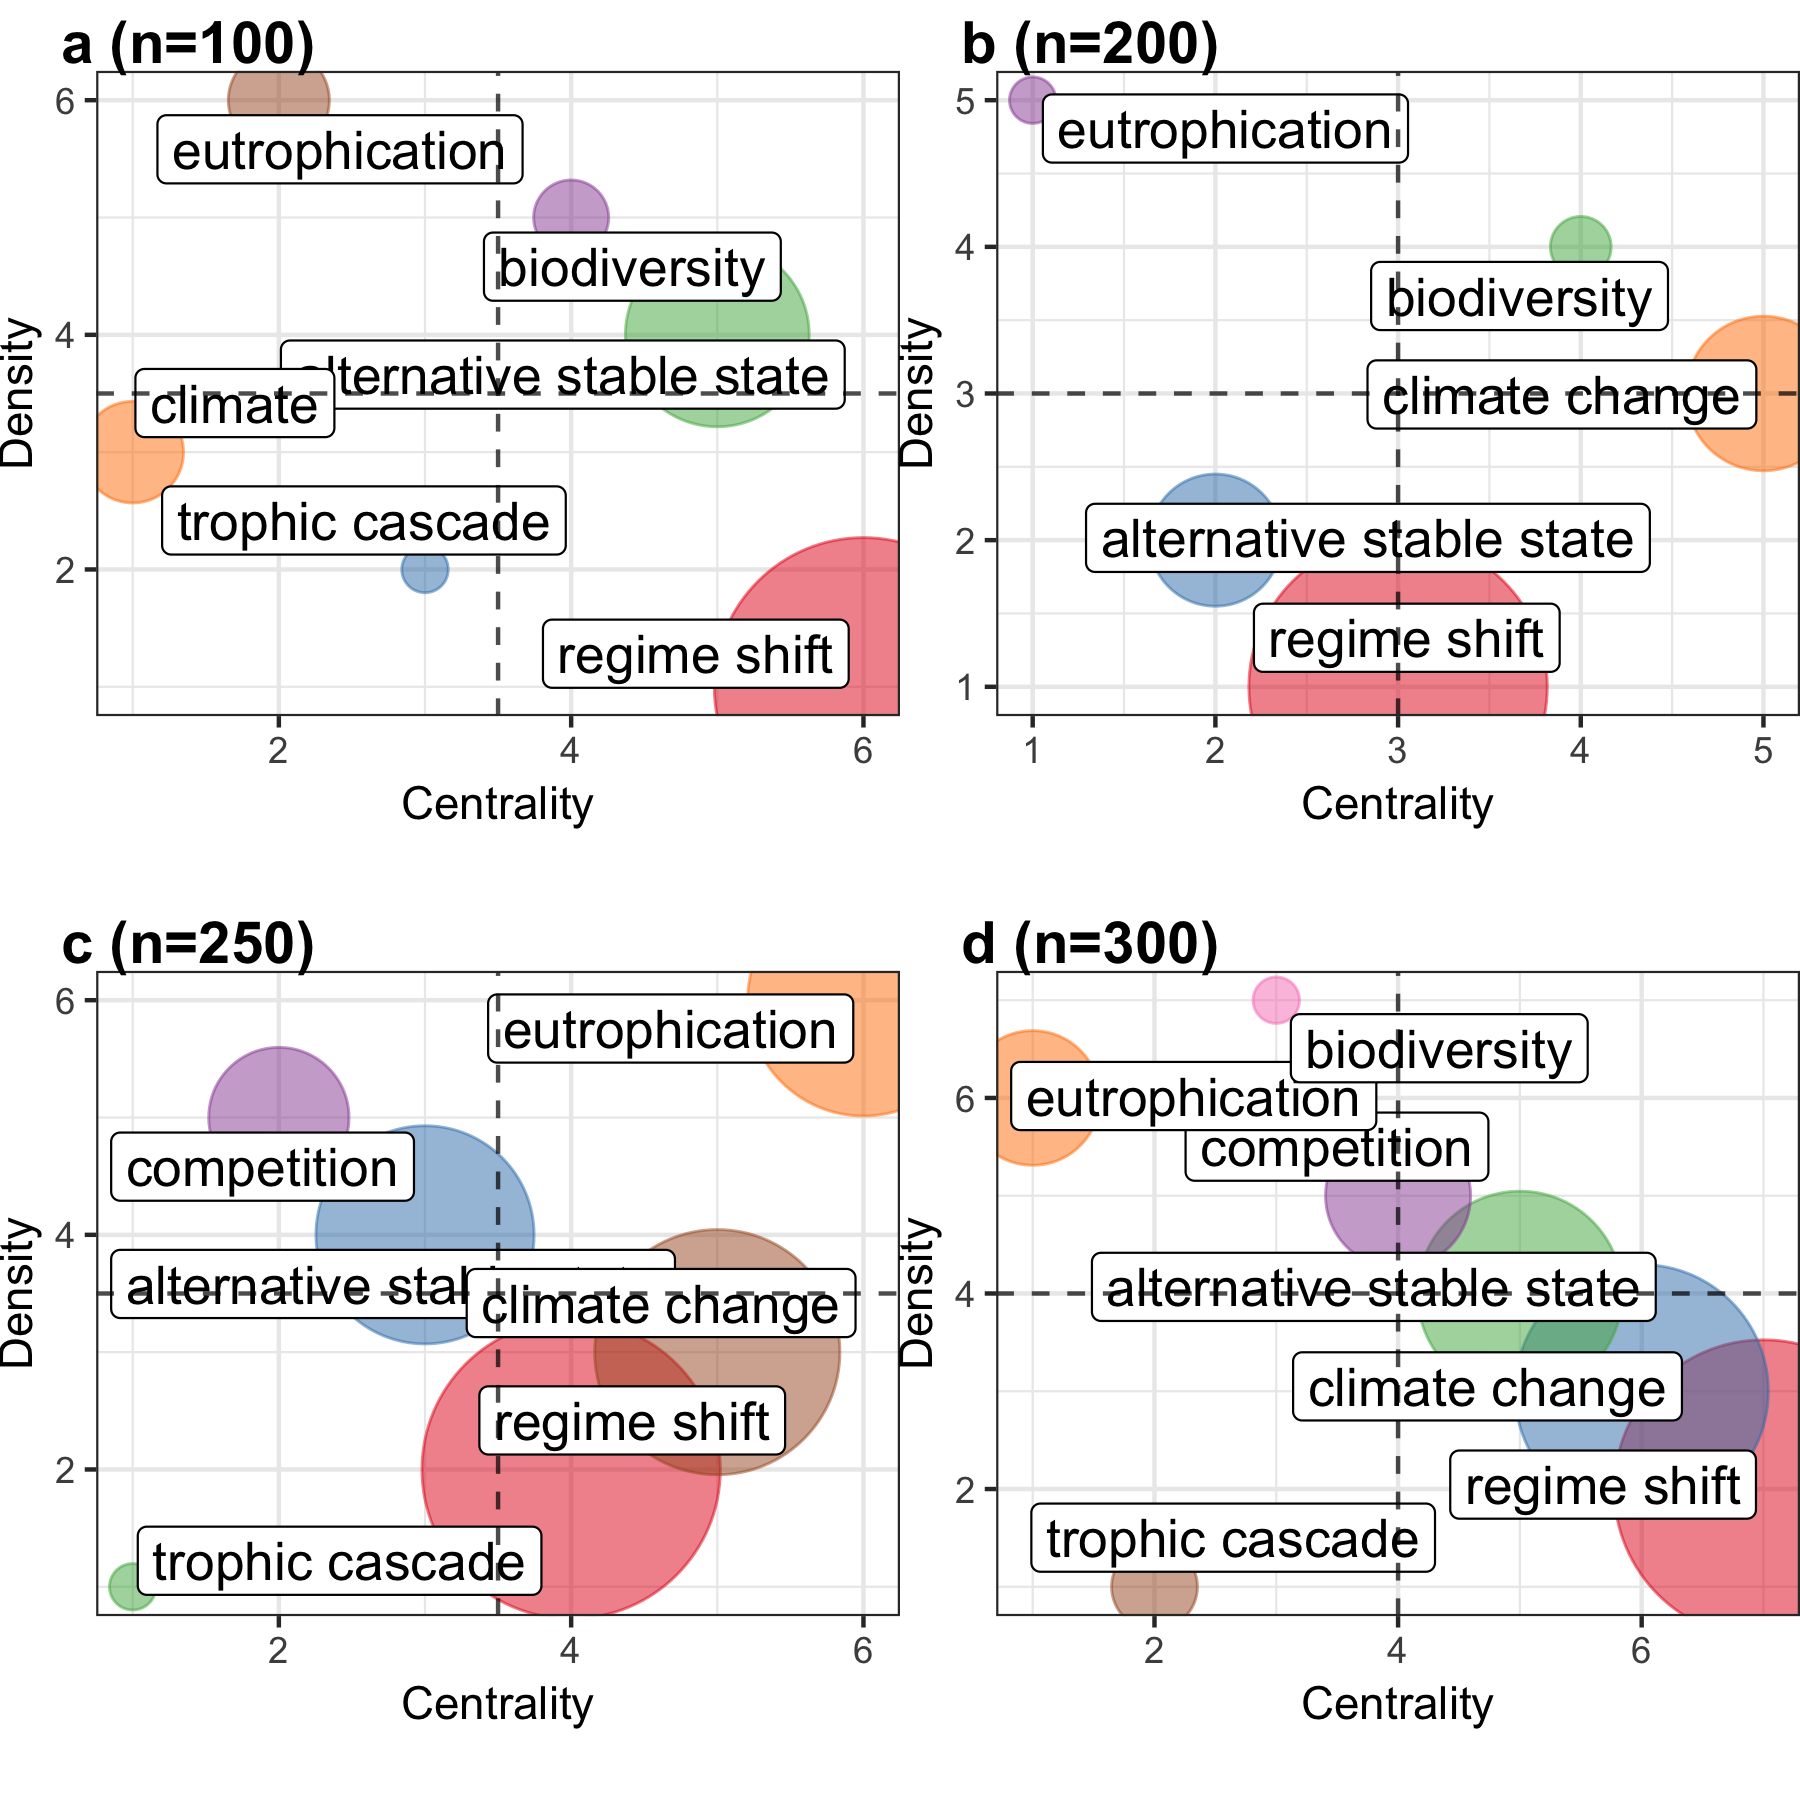 a (n=100)
Density
6
4
2
eutrophication
biodiversity
alternative stable state
climate
trophic cascade
regime shift
2 4 6
Centrality
b (n=200)
Density
5
4
3
2
1
eutrophication
biodiversity
climate change
alternative stable state
regime shift
1 2 3 4 5
Centrality
c (n=250)
Density
6
4
2
eutrophication
competition
alternative
climate change
regime shift
trophic cascade
2 4 6
Centrality
d (n=300)
Density
6
4
2
biodiversity
eutrophication
competition
alternative stable state
climate change
regime shift
trophic cascade
2 4 6
Centrality